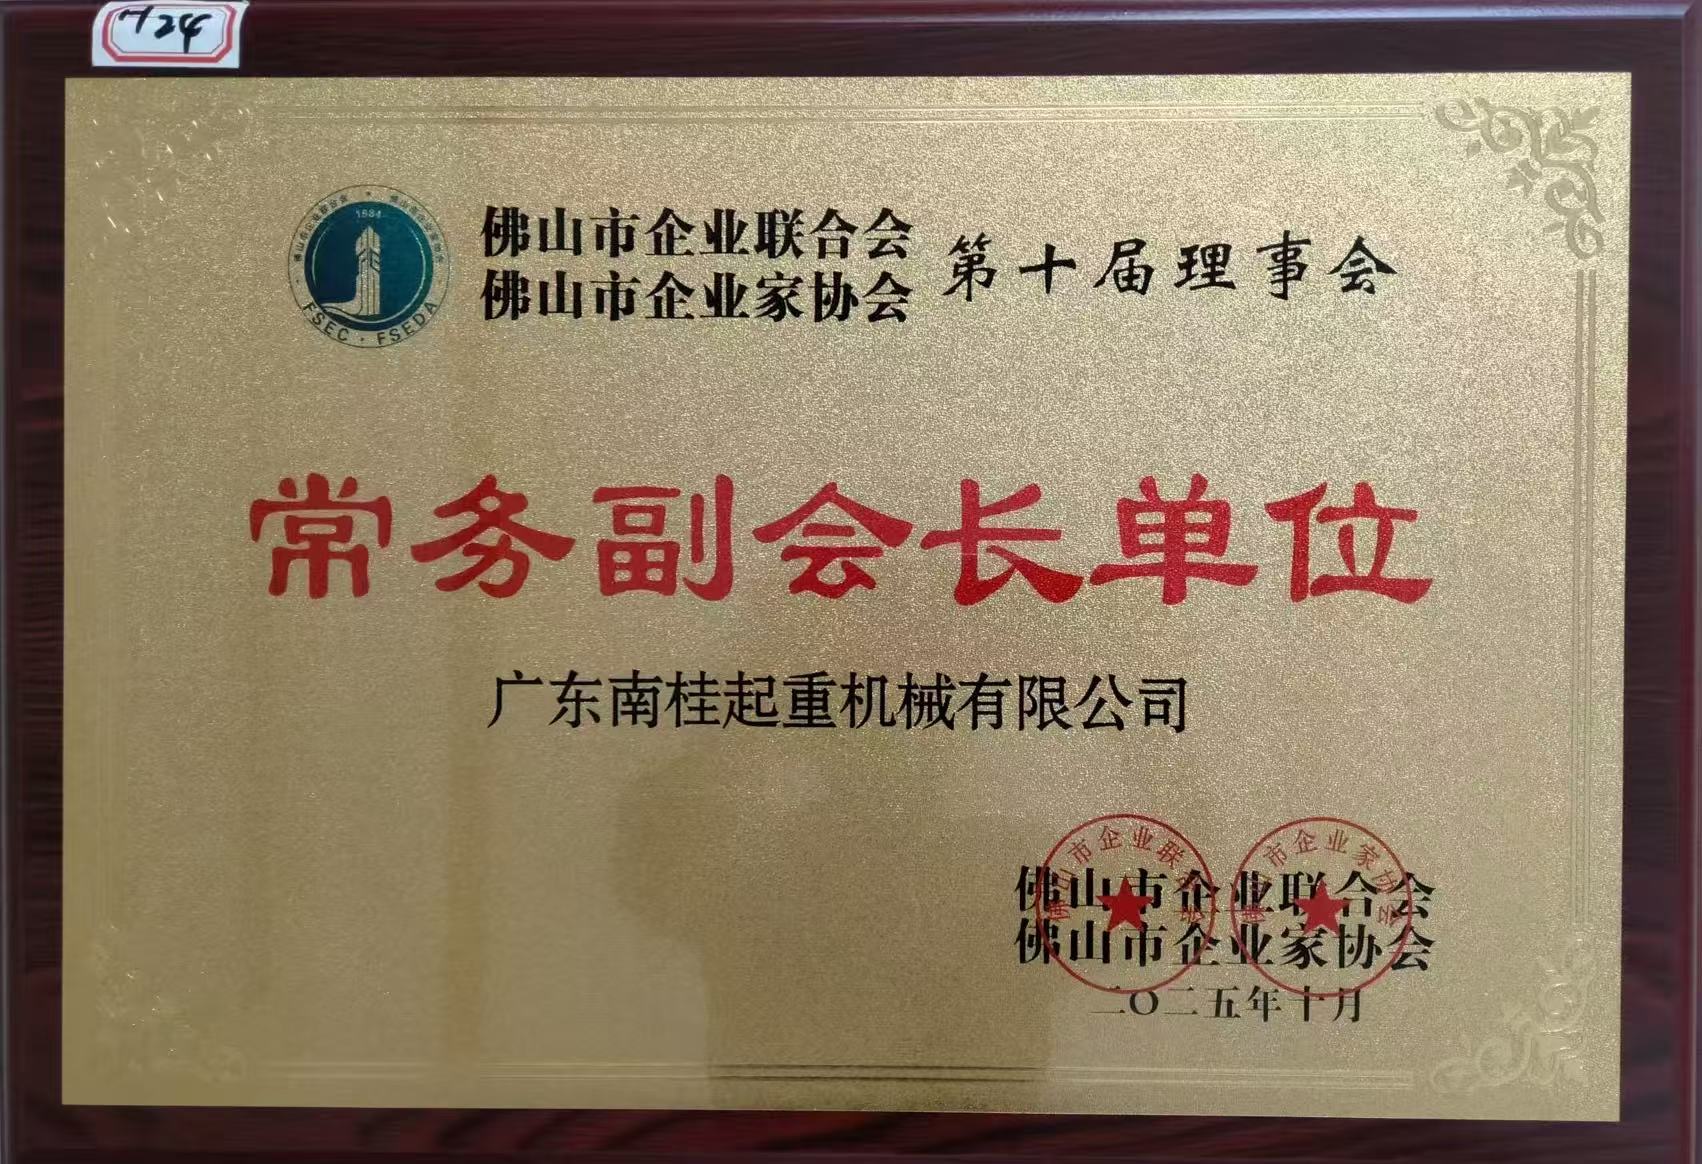 1984
FSEC · FSEDA
佛山市企业联合会
佛山市企业家协会
第十届理事会
常务副会长单位
广东南桂起重机械有限公司
佛山市企业联合会
佛山市企业家协会
二〇二五年十月